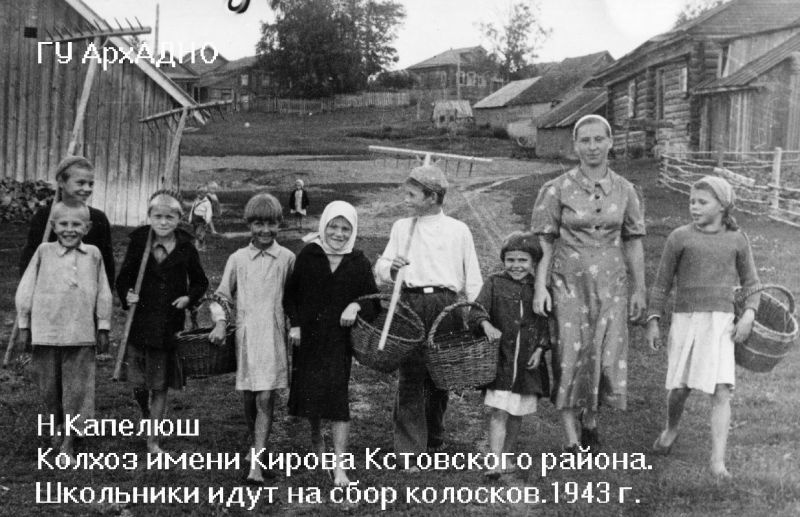 ГУ АрхАДНО
Н.Капелюш
Колхоз имени Кирова Кстовского района.
Школьники идут на сбор колосков.1943 г.